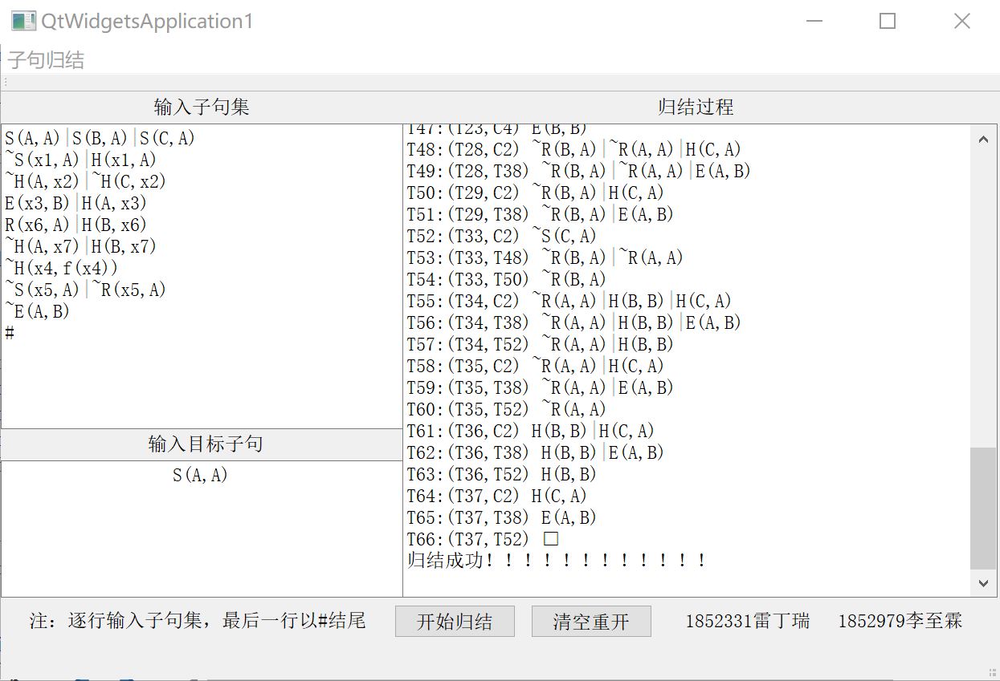 QtWidgetsApplication1
子句归结
输入子句集
S(A,A)|S(B,A)|S(C,A)
~S(x1,A)|H(x1,A)
~H(A,x2)|~H(C,x2)
E(x3,B)|H(A,x3)
R(x6,A)|H(B,x6)
~H(A,x7)|H(B,x7)
~H(x4,f(x4))
~S(x5,A)|~R(x5,A)
~E(A,B)
#
输入目标子句
S(A,A)
归结过程
T47:(T23,C4) E(B,B)
T48:(T28,C2) ~R(B,A)|~R(A,A)|H(C,A)
T49:(T28,T38) ~R(B,A)|~R(A,A)|E(A,B)
T50:(T29,C2) ~R(B,A)|H(C,A)
T51:(T29,T38) ~R(B,A)|E(A,B)
T52:(T33,C2) ~S(C,A)
T53:(T33,T48) ~R(B,A)|~R(A,A)
T54:(T33,T50) ~R(B,A)
T55:(T34,C2) ~R(A,A)|H(B,B)|H(C,A)
T56:(T34,T38) ~R(A,A)|H(B,B)|E(A,B)
T57:(T34,T52) ~R(A,A)|H(B,B)
T58:(T35,C2) ~R(A,A)|H(C,A)
T59:(T35,T38) ~R(A,A)|E(A,B)
T60:(T35,T52) ~R(A,A)
T61:(T36,C2) H(B,B)|H(C,A)
T62:(T36,T38) H(B,B)|E(A,B)
T63:(T36,T52) H(B,B)
T64:(T37,C2) H(C,A)
T65:(T37,T38) E(A,B)
T66:(T37,T52) □
归结成功！！！！！！！！！！！！
注：逐行输入子句集，最后一行以#结尾
开始归结
清空重开
1852331雷丁瑞
1852979李至霖